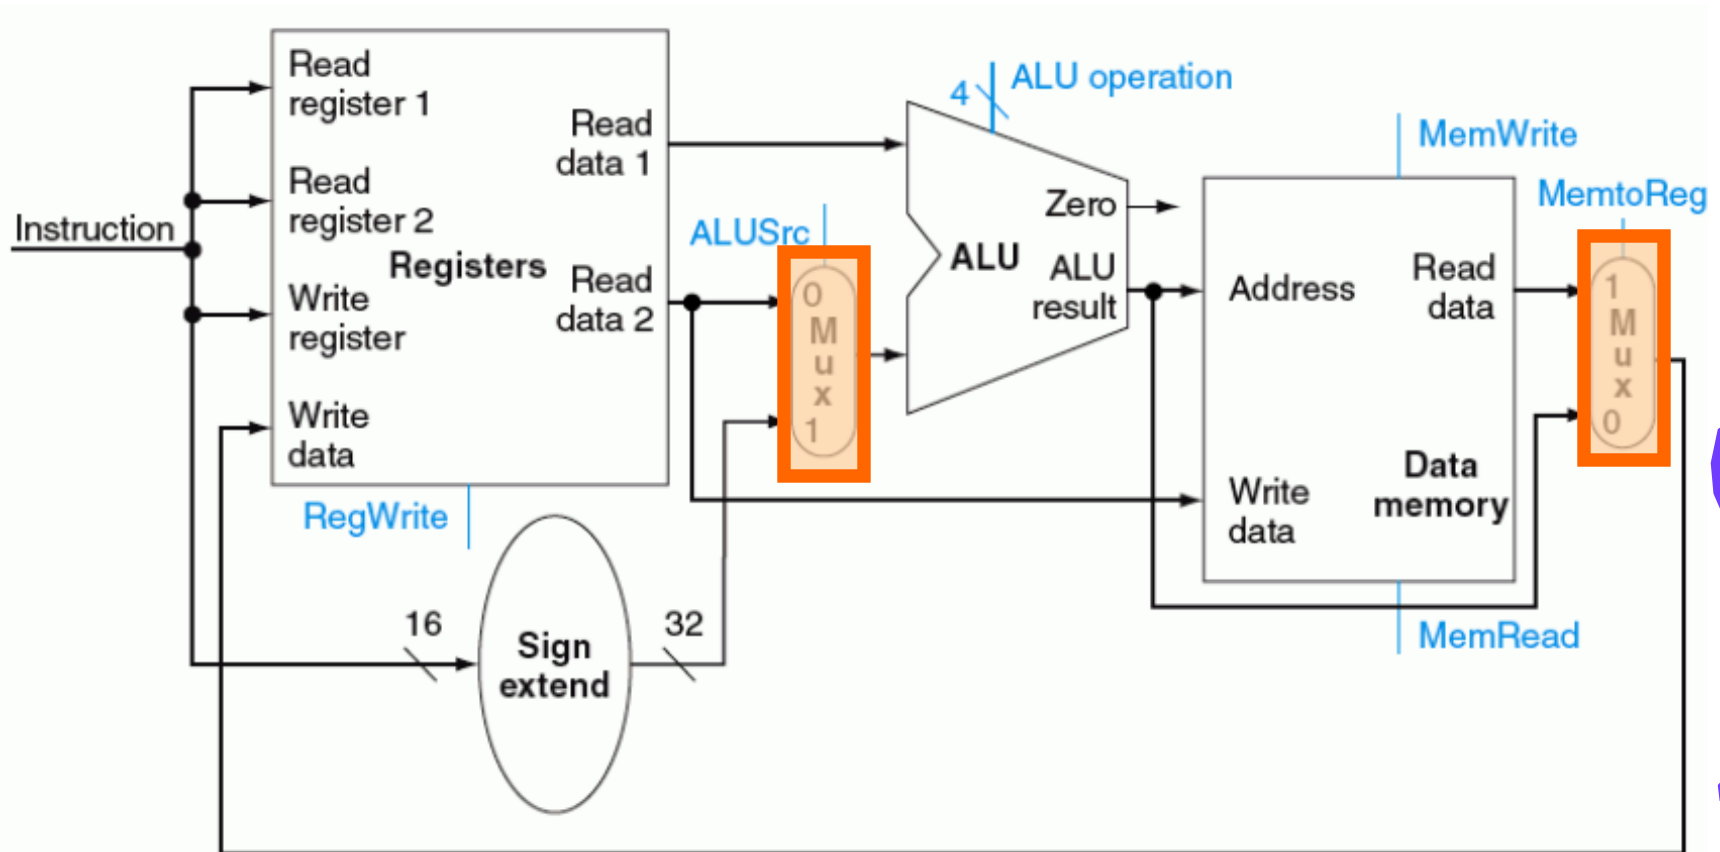 Instruction
Read
register 1
Read
register 2
Registers
Write
register
Write
data
Read
data 1
Read
data 2
RegWrite
16
Sign
extend
32
ALUSrc
0
M
u
x
1
4
ALU operation
Zero
ALU
ALU
result
MemWrite
Address
Read
data
Write
data
Data
memory
MemRead
MemtoReg
1
M
u
x
0